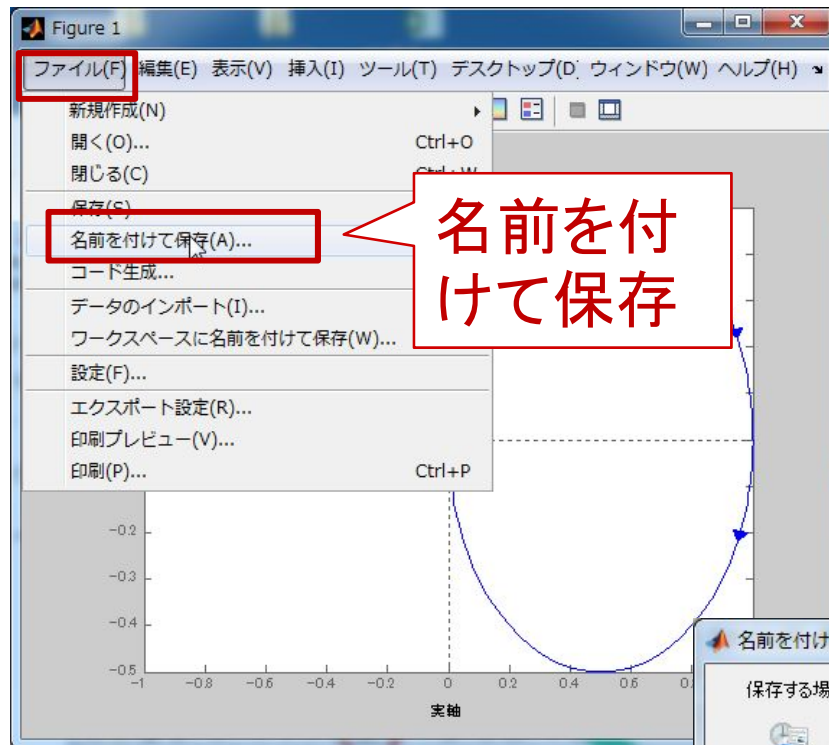 Figure 1
ファイル(F) 編集(E) 表示(V) 挿入(I) ツール(T) デスクトップ(D) ウィンドウ(W) ヘルプ(H)
新規作成(N)
開く(O)... Ctrl+O
閉じる(C) Ctrl+W
保存(S)
名前を付けて保存(A)...
コード生成...
データのインポート(I)...
ワークスペースに名前を付けて保存(W)...
設定(F)...
エクスポート設定(R)...
印刷プレビュー(V)...
印刷(P)... Ctrl+P
名前を付
けて保存
-0.2
-0.3
-0.4
-0.5
-1 -0.8 -0.6 -0.4 -0.2 0 0.2 0.4 0.6
実軸
名前を付け
保存する場